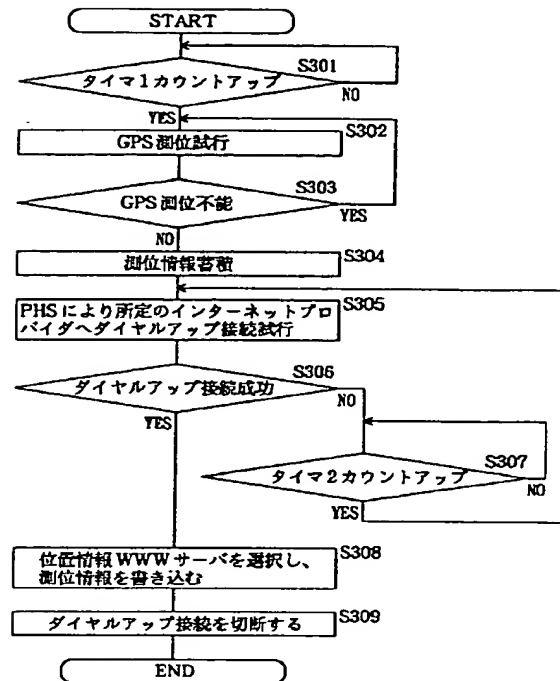 START
タイマ1カウントアップ
S301
NO
YES
GPS測位試行
S302
GPS測位不能
S303
YES
NO
測位情報蓄積
S304
PHSにより所定のインターネットプロ
バイダへダイヤルアップ接続試行
S305
ダイヤルアップ接続成功
S306
NO
YES
タイマ2カウントアップ
S307
NO
YES
位置情報WWWサーバを選択し、
測位情報を書き込む
S308
ダイヤルアップ接続を切断する
S309
END